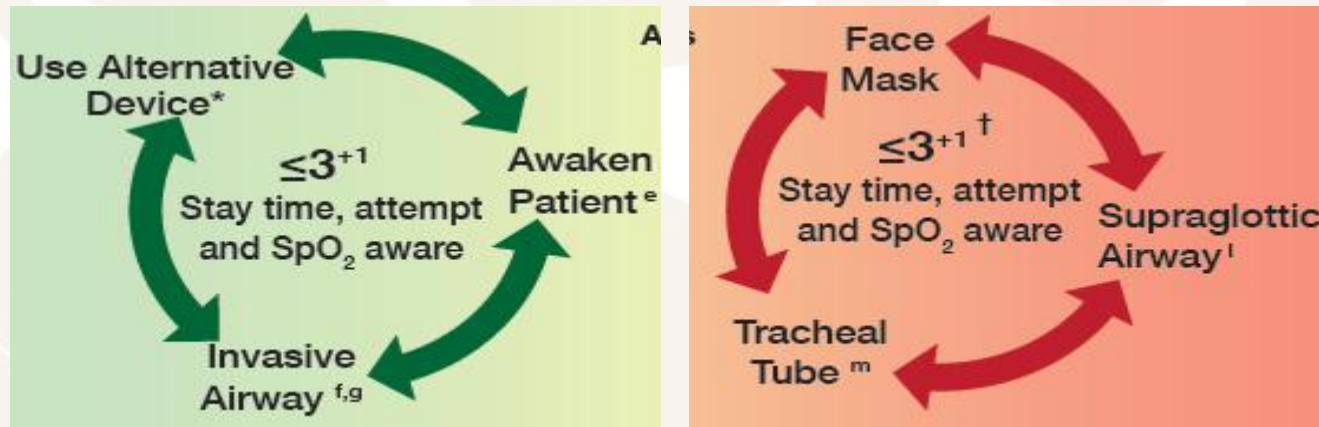 Use Alternative
Device*
≤3+1
Stay time, attempt
and SpO2 aware
Awaken
Patient e
Invasive
Airway f,g
A
s
Face
Mask
≤3+1 †
Stay time, attempt
and SpO2 aware
Supraglottic
Airway l
Tracheal
Tube m